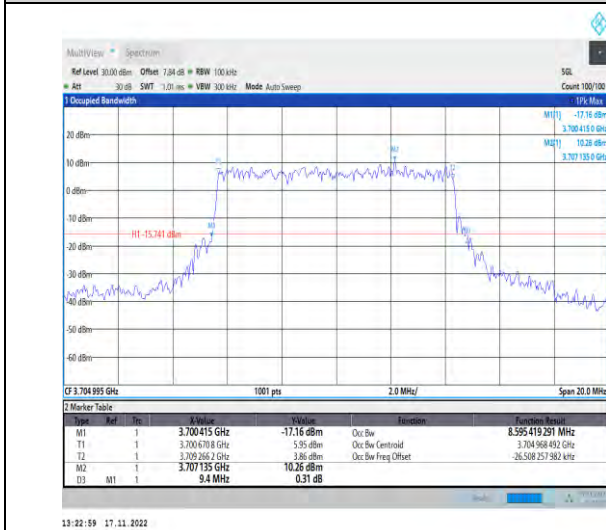 MultiView Spectrum
Ref Level 30.00 dBm Offset 7.84 dB RBW 100 kHz SGL
Att 30 dB SWT 1.01 ms VBW 300 kHz Mode Auto Sweep Count 100/100
1 Occupied Bandwidth 1Pk Max
M1[1] -17.16 dBm
3.700 415 0 GHz
M2[1] 10.26 dBm
3.707 135 0 GHz
20 dBm
10 dBm
0 dBm
-10 dBm
H1 -15.741 dBm
-20 dBm
-30 dBm
-40 dBm
-50 dBm
-60 dBm
M2
T2
CF 3.704 995 GHz 1001 pts 2.0 MHz/ Span 20.0 MHz
2 Marker Table
Type Ref Trc X-Value Y-Value Function Function Result
M1 1 3.700 415 GHz -17.16 dBm Occ Bw 8.595 419 291 MHz
T1 1 3.700 670 8 GHz 5.95 dBm Occ Bw Centroid 3.704 968 492 GHz
T2 1 3.709 266 2 GHz 3.86 dBm Occ Bw Freq Offset -26.508 257 982 kHz
M2 1 3.707 135 GHz 10.26 dBm
D3 M1 1 9.4 MHz 0.31 dB
13:22:59 17.11.2022